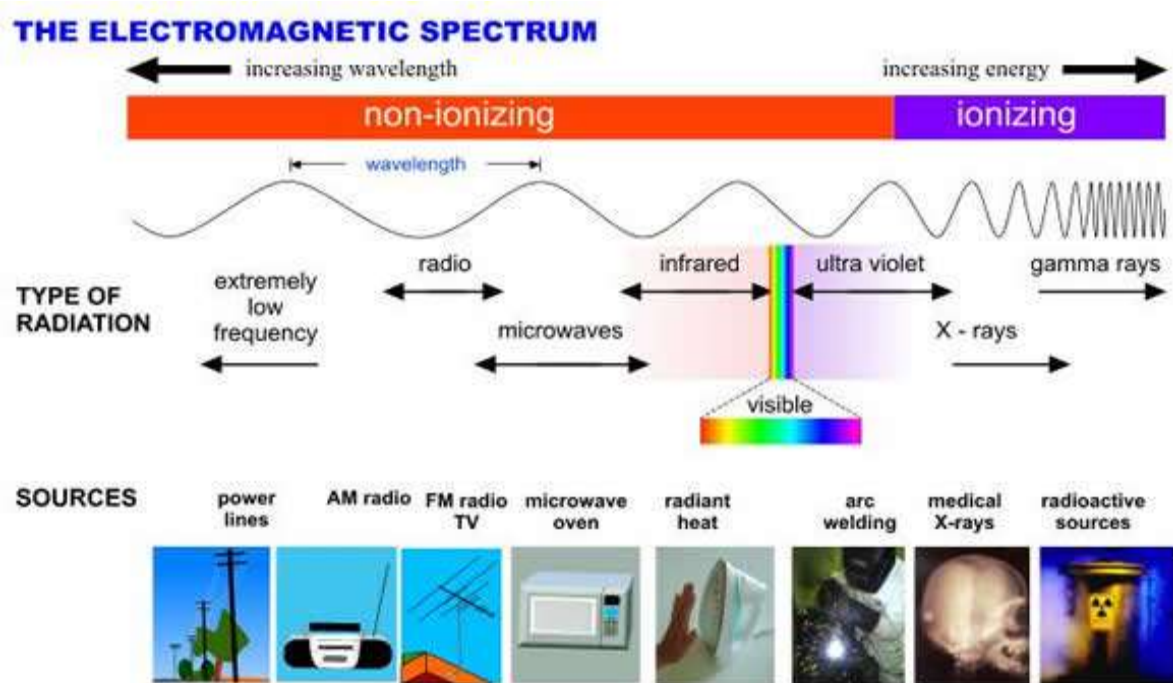 THE ELECTROMAGNETIC SPECTRUM
increasing wavelength
increasing energy
non-ionizing
ionizing
wavelength
TYPE OF
RADIATION
extremely
low
frequency
radio
microwaves
infrared
visible
ultra violet
X - rays
gamma rays
SOURCES
power
lines
AM radio
FM radio
TV
microwave
oven
radiant
heat
arc
welding
medical
X-rays
radioactive
sources